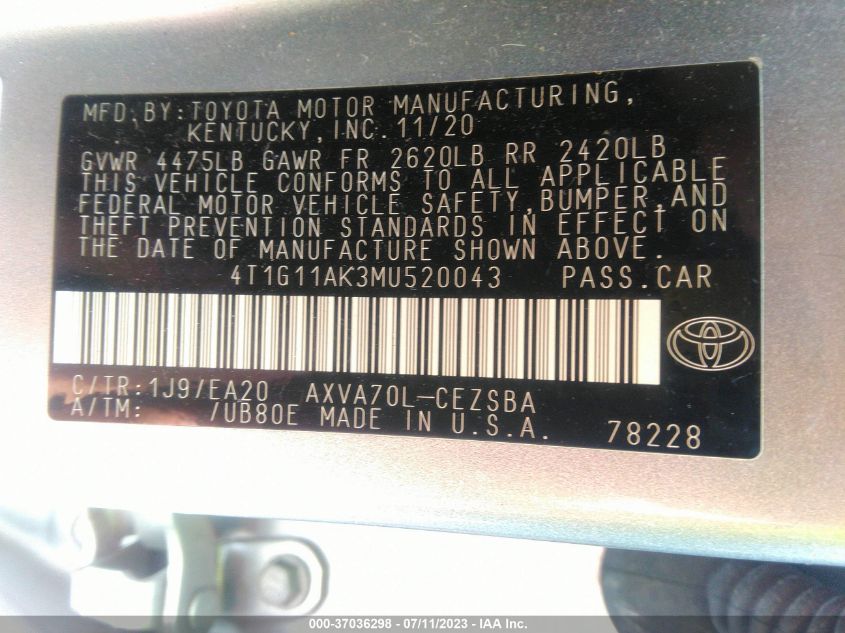 MFD.BY:TOYOTA MOTOR MANUFACTURING,
KENTUCKY,INC.11/20
GVWR 4475LB GAWR FR 2620LB RR 2420LB
THIS VEHICLE CONFORMS TO ALL APPLICABLE
FEDERAL MOTOR VEHICLE SAFETY,BUMPER,AND
THEFT PREVENTION STANDARDS IN EFFECT ON
THE DATE OF MANUFACTURE SHOWN ABOVE.
4T1G11AK3MU520043 PASS.CAR
C/TR:1J9/EA20 AXVA70L-CEZSBA
A/TM: /UB80E MADE IN U.S.A. 78228
000-37036298 - 07/11/2023 - IAA Inc.